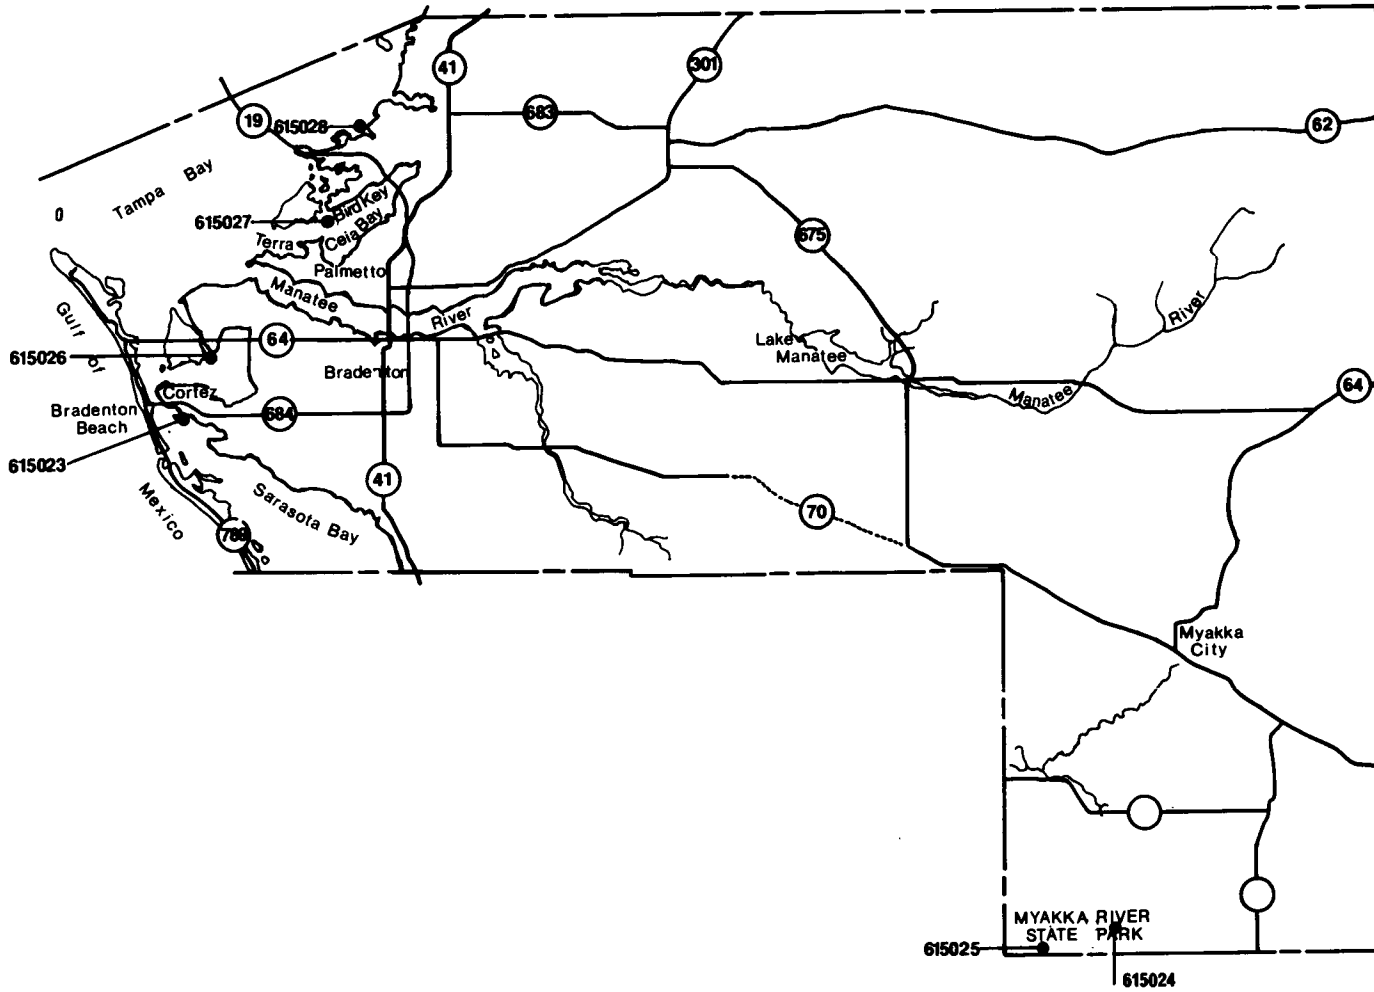 41
301
683
62
19
615028
Tampa Bay
615027
Bird Key
Terra
Ceia Bay
675
Palmetto
Manatee
River
River
Gulf of
64
Lake
Manatee
615026
Bradenton
Manatee
64
Cortez
Bradenton
Beach
684
615023
41
Mexico
Sarasota Bay
70
789
Myakka
City
MYAKKA RIVER
STATE PARK
615025
615024